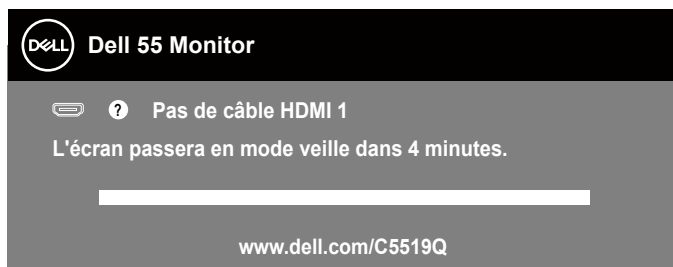 DELL Dell 55 Monitor
? Pas de câble HDMI 1
L'écran passera en mode veille dans 4 minutes.
www.dell.com/C5519Q